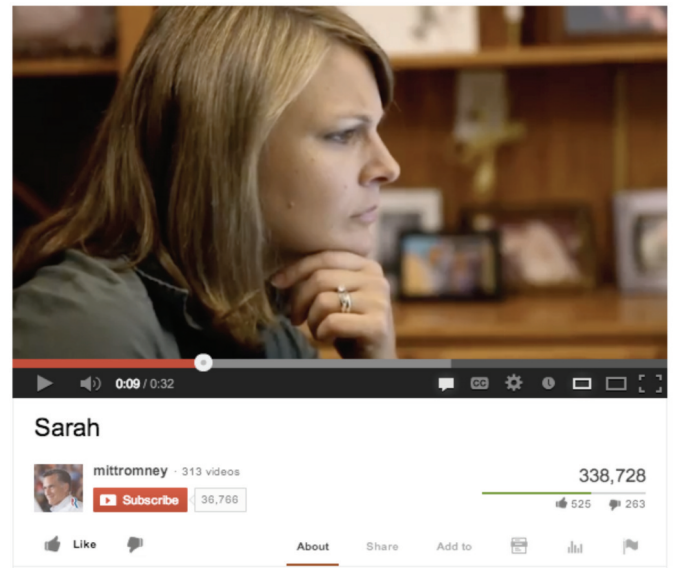 0:09 / 0:32
CC
Sarah
mittromney · 313 videos
338,728
Subscribe 36,766
525 263
Like
About Share Add to